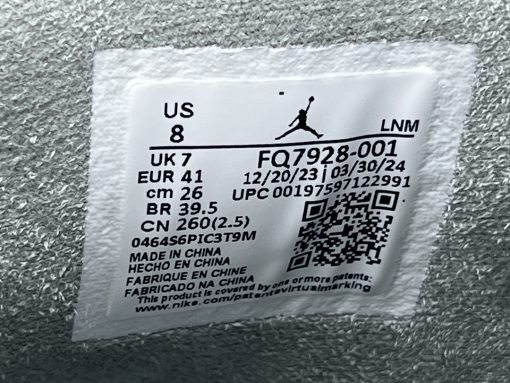 US
8
LNM
UK 7
FQ7928-001
EUR 41
12/20/23 | 03/30/24
cm 26
UPC 00197597122991
BR 39.5
CN 260(2.5)
0464S6PIC3T9M
MADE IN CHINA
HECHO EN CHINA
FABRIQUE EN CHINE
FABRICADO NA CHINA
This product is covered by one or more patents:
www.nike.com/patentsvirtualmarking